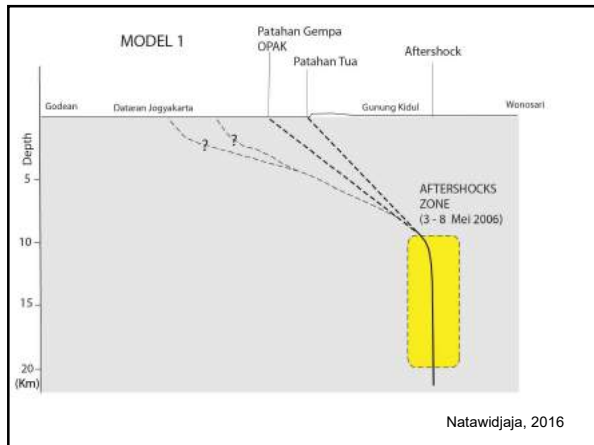 MODEL 1
Patahan Gempa
OPAK
Patahan Tua
Aftershock
Godean
Dataran Jogyakarta
Gunung Kidul
Wonosari
Depth
?
?
5
AFTERSHOCKS
ZONE
(3 - 8 Mei 2006)
10
15
20
(Km)
Natawidjaja, 2016